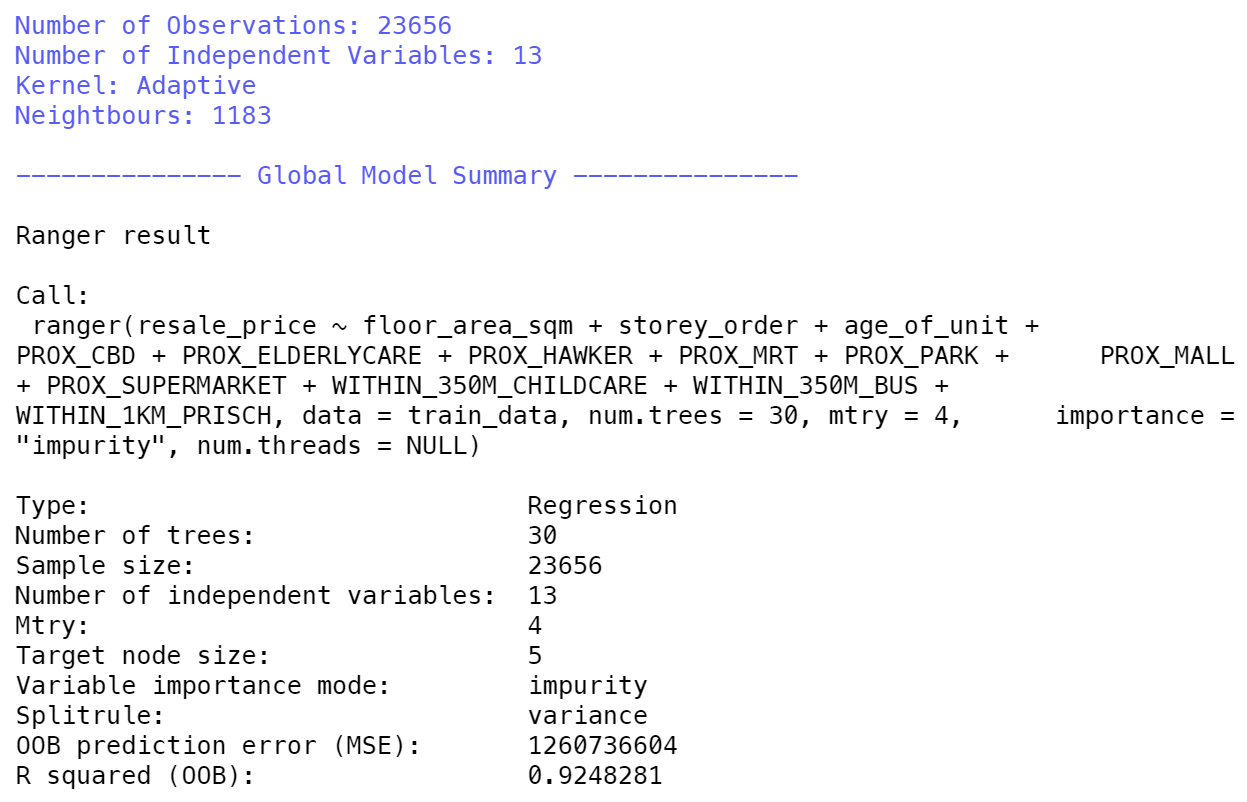 Number of Observations: 23656
Number of Independent Variables: 13
Kernel: Adaptive
Neightbours: 1183
--------------- Global Model Summary ---------------
Ranger result
Call:
ranger(resale_price ~ floor_area_sqm + storey_order + age_of_unit +
PROX_CBD + PROX_ELDERLYCARE + PROX_HAWKER + PROX_MRT + PROX_PARK + PROX_MALL
+ PROX_SUPERMARKET + WITHIN_350M_CHILDCARE + WITHIN_350M_BUS +
WITHIN_1KM_PRISCH, data = train_data, num.trees = 30, mtry = 4, importance =
"impurity", num.threads = NULL)
Type: Regression
Number of trees: 30
Sample size: 23656
Number of independent variables: 13
Mtry: 4
Target node size: 5
Variable importance mode: impurity
Splitrule: variance
OOB prediction error (MSE): 1260736604
R squared (OOB): 0.9248281